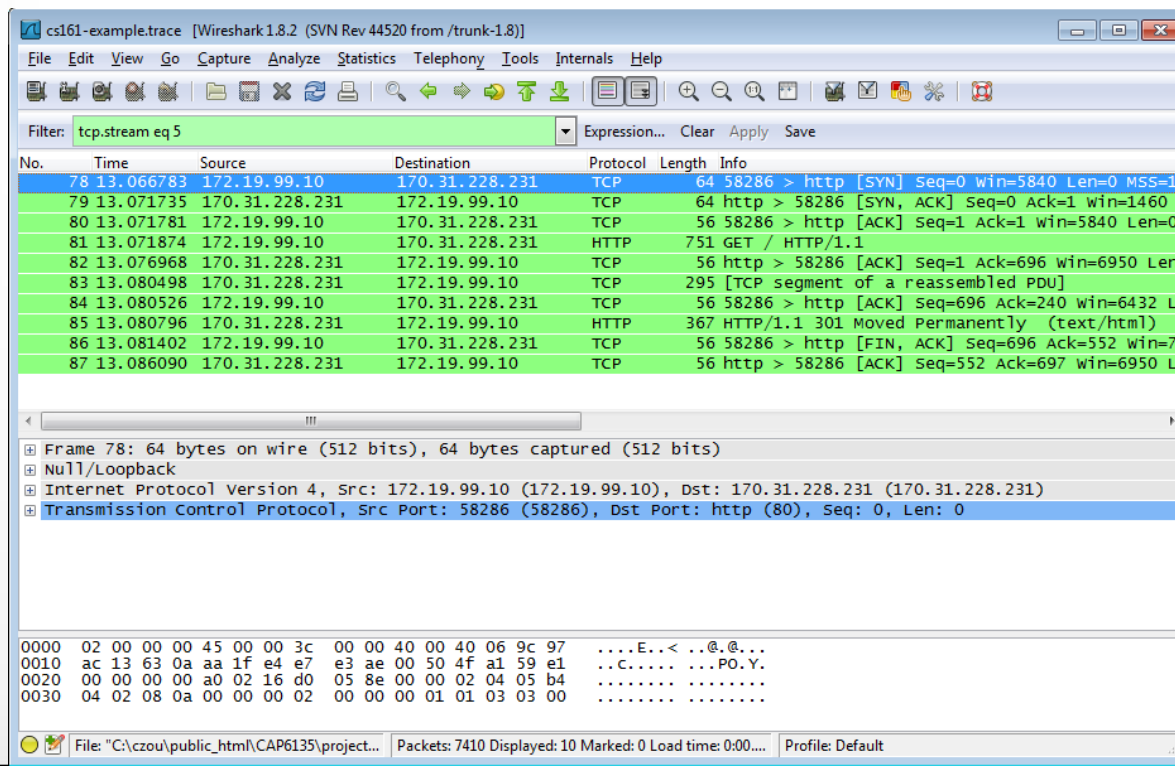 cs161-example.trace [Wireshark 1.8.2 (SVN Rev 44520 from /trunk-1.8)]
File Edit View Go Capture Analyze Statistics Telephony Tools Internals Help
Filter: tcp.stream eq 5 Expression... Clear Apply Save
No. Time Source Destination Protocol Length Info
78 13.066783 172.19.99.10 170.31.228.231 TCP 64 58286 > http [SYN] Seq=0 Win=5840 Len=0 MSS=1
79 13.071735 170.31.228.231 172.19.99.10 TCP 64 http > 58286 [SYN, ACK] Seq=0 Ack=1 Win=1460
80 13.071781 172.19.99.10 170.31.228.231 TCP 56 58286 > http [ACK] Seq=1 Ack=1 Win=5840 Len=0
81 13.071874 172.19.99.10 170.31.228.231 HTTP 751 GET / HTTP/1.1
82 13.076968 170.31.228.231 172.19.99.10 TCP 56 http > 58286 [ACK] Seq=1 Ack=696 Win=6950 Len
83 13.080498 170.31.228.231 172.19.99.10 TCP 295 [TCP segment of a reassembled PDU]
84 13.080526 172.19.99.10 170.31.228.231 TCP 56 58286 > http [ACK] Seq=696 Ack=240 Win=6432 L
85 13.080796 170.31.228.231 172.19.99.10 HTTP 367 HTTP/1.1 301 Moved Permanently (text/html)
86 13.081402 172.19.99.10 170.31.228.231 TCP 56 58286 > http [FIN, ACK] Seq=696 Ack=552 Win=7
87 13.086090 170.31.228.231 172.19.99.10 TCP 56 http > 58286 [ACK] Seq=552 Ack=697 Win=6950 L
Frame 78: 64 bytes on wire (512 bits), 64 bytes captured (512 bits)
Null/Loopback
Internet Protocol Version 4, Src: 172.19.99.10 (172.19.99.10), Dst: 170.31.228.231 (170.31.228.231)
Transmission Control Protocol, Src Port: 58286 (58286), Dst Port: http (80), Seq: 0, Len: 0
0000 02 00 00 00 45 00 00 3c 00 00 40 00 40 06 9c 97 ....E..< ..@.@...
0010 ac 13 63 0a aa 1f e4 e7 e3 ae 00 50 4f a1 59 e1 ..c..... ...PO.Y.
0020 00 00 00 00 a0 02 16 d0 05 8e 00 00 02 04 05 b4 ........ ........
0030 04 02 08 0a 00 00 00 02 00 00 00 01 01 03 03 00 ........ ........
File: "C:\czou\public_html\CAP6135\project... Packets: 7410 Displayed: 10 Marked: 0 Load time: 0:00.... Profile: Default